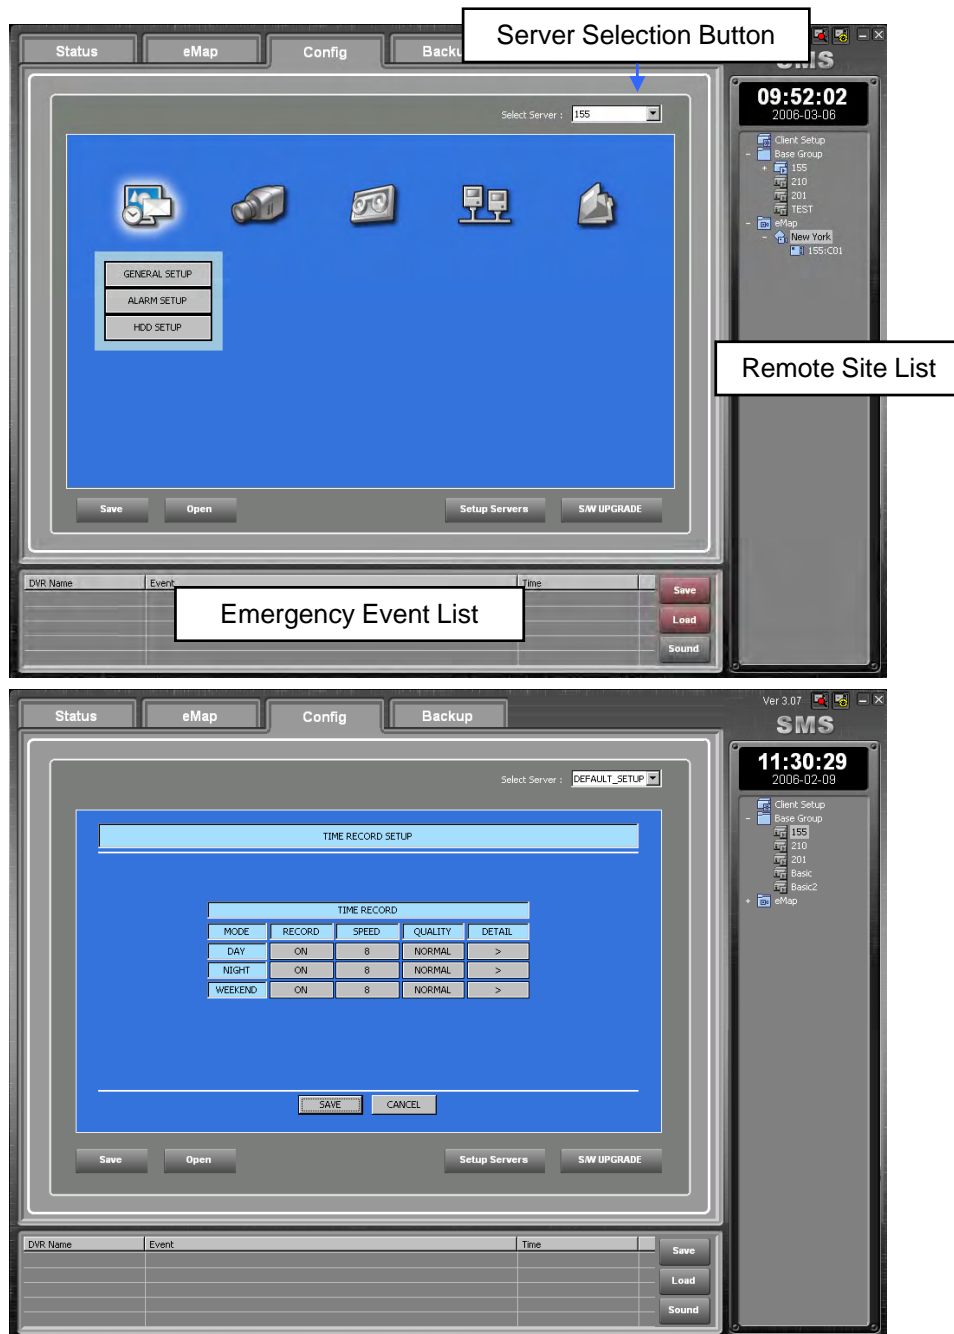 Server Selection Button
Status
eMap
Config
Backu
SMS
09:52:02
2006-03-06
Select Server :
155
Client Setup
Base Group
155
210
201
TEST
eMap
New York
155:C01
GENERAL SETUP
ALARM SETUP
HDD SETUP
Remote Site List
Save
Open
Setup Servers
S/W UPGRADE
DVR Name
Event
Time
Save
Load
Sound
Emergency Event List
Ver 3.07
Status
eMap
Config
Backup
SMS
11:30:29
2006-02-09
Select Server :
DEFAULT_SETUP
Client Setup
Base Group
155
210
201
Basic
Basic2
eMap
TIME RECORD SETUP
TIME RECORD
MODE RECORD SPEED QUALITY DETAIL
DAY ON 8 NORMAL >
NIGHT ON 8 NORMAL >
WEEKEND ON 8 NORMAL >
SAVE CANCEL
Save
Open
Setup Servers
S/W UPGRADE
DVR Name
Event
Time
Save
Load
Sound